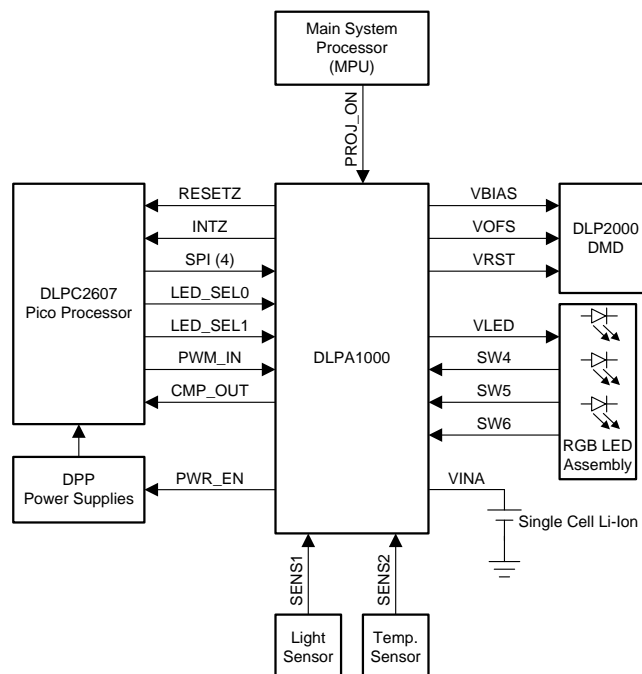 Main System
Processor
(MPU)
PROJ_ON
RESETZ
INTZ
SPI (4)
LED_SEL0
LED_SEL1
PWM_IN
CMP_OUT
DLPC2607
Pico Processor
DPP
Power Supplies
PWR_EN
DLPA1000
VBIAS
VOFS
VRST
DLP2000
DMD
VLED
SW4
SW5
SW6
RGB LED
Assembly
VINA
Single Cell Li-Ion
SENS1
SENS2
Light
Sensor
Temp.
Sensor